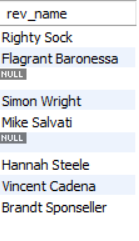 rev_name
Righty Sock
Flagrant Baronessa
NULL
Simon Wright
Mike Salvati
NULL
Hannah Steele
Vincent Cadena
Brandt Sponseller